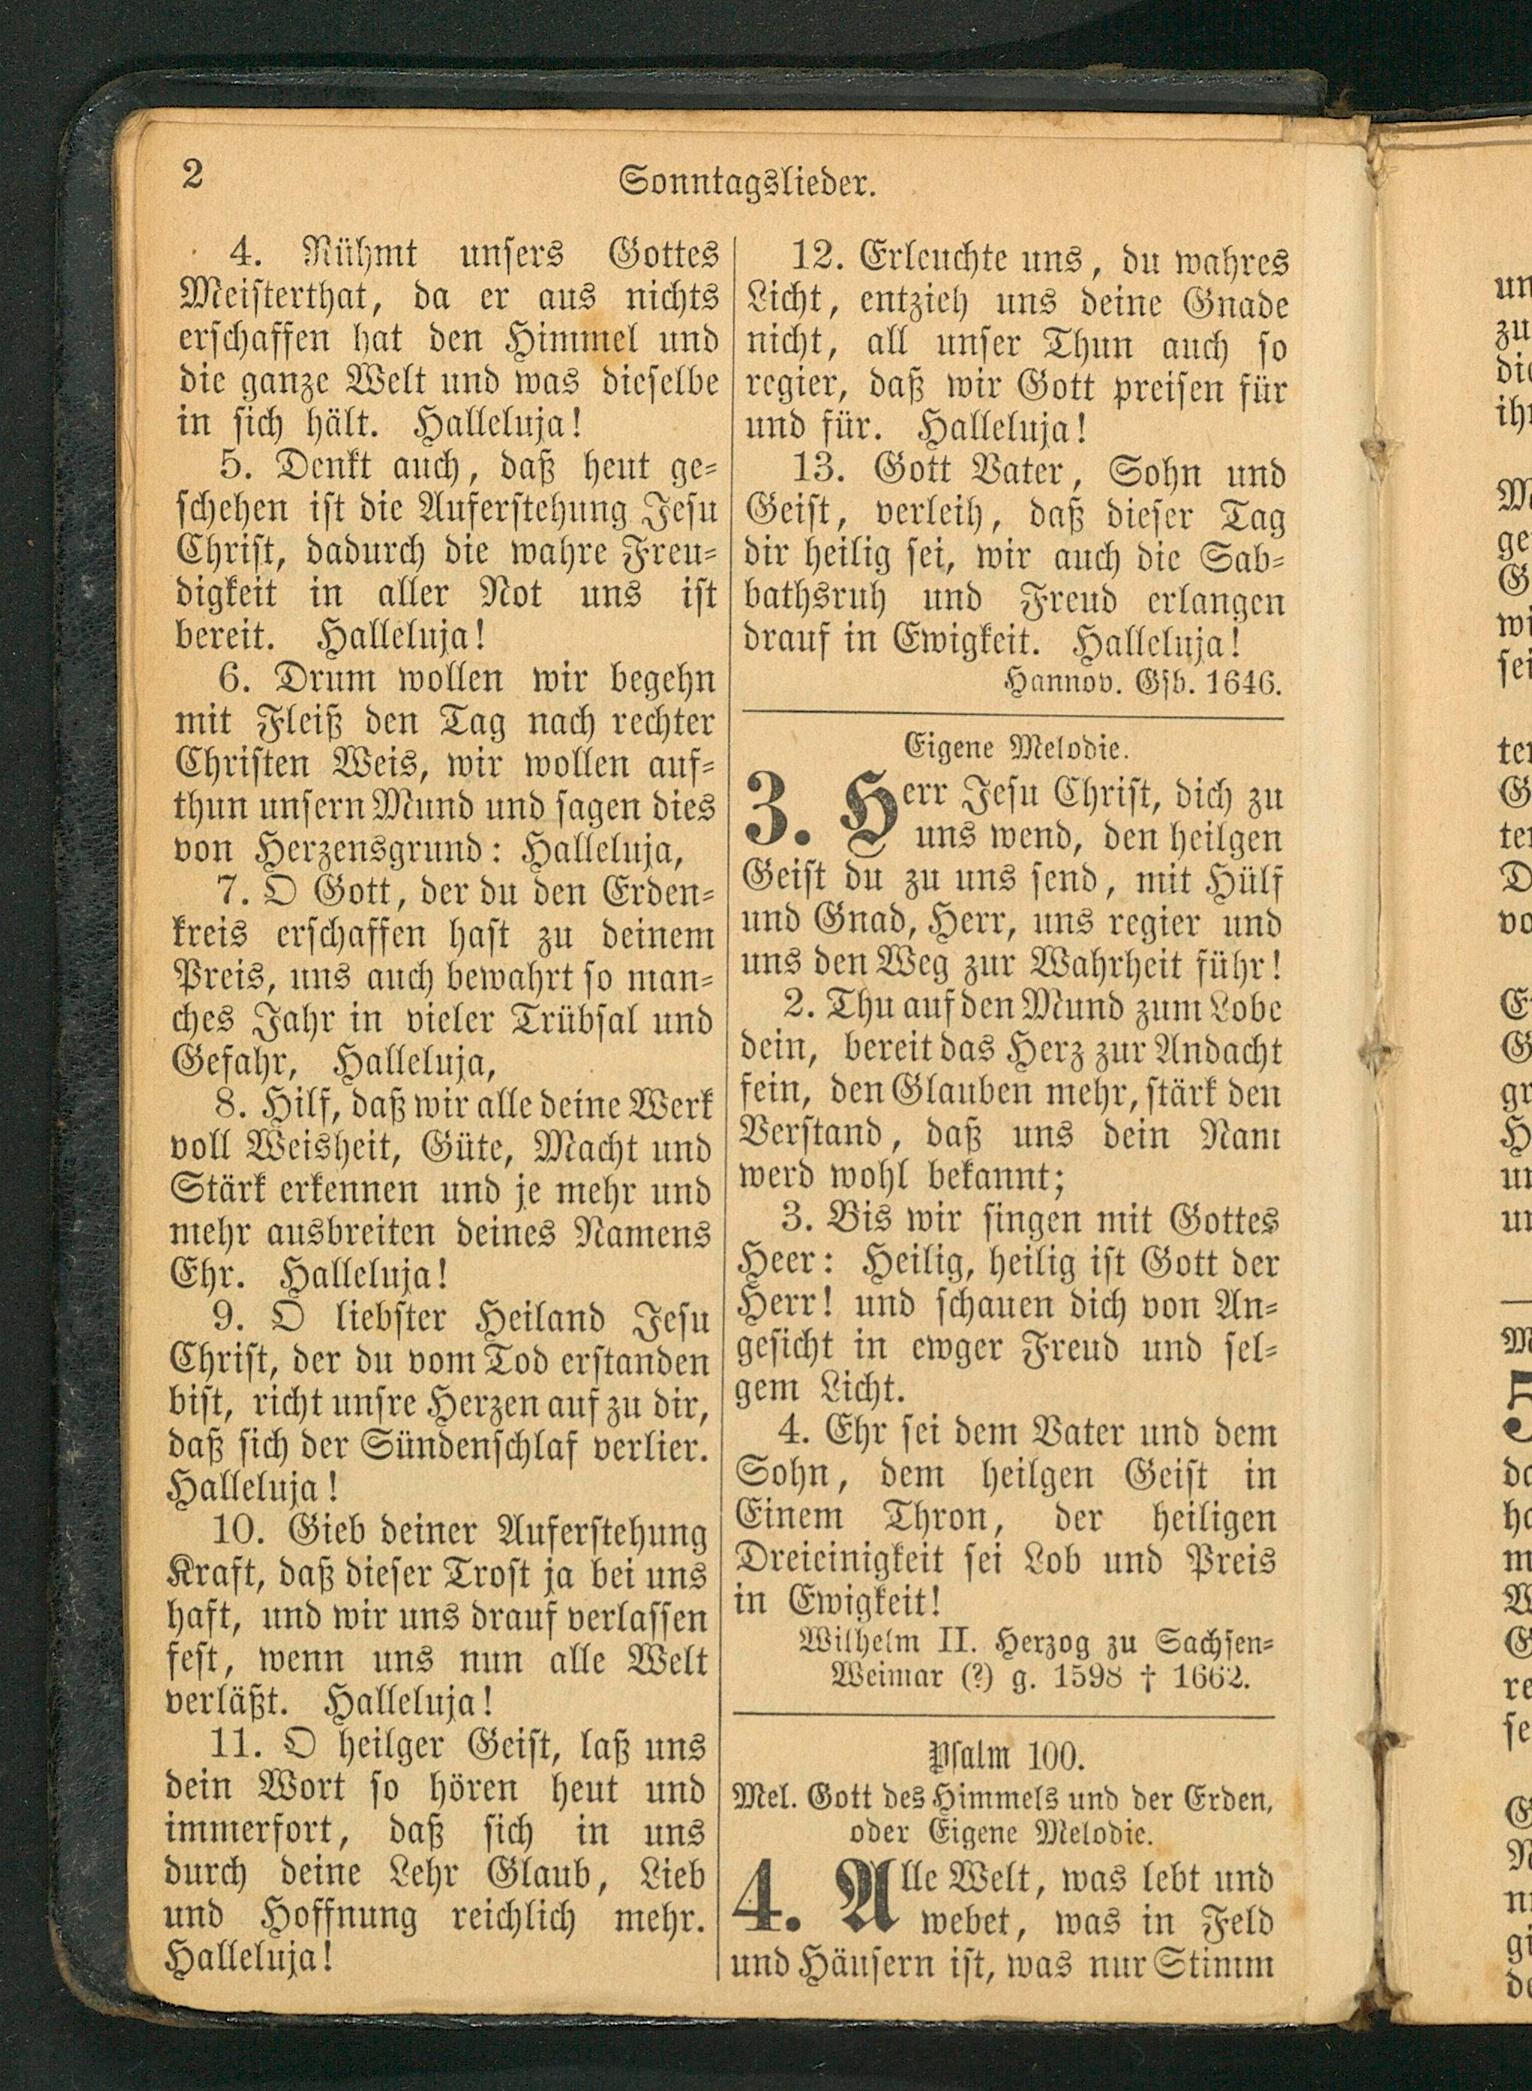 2
Sonntagslieder.
4. Rühmt unsers Gottes
Meisterthat, da er aus nichts
erschaffen hat den Himmel und
die ganze Welt und was dieselbe
in sich hält. Halleluja!
5. Denkt auch, daß heut ge-
schehen ist die Auferstehung Jesu
Christ, dadurch die wahre Freu-
digkeit in aller Not uns ist
bereit. Halleluja!
6. Drum wollen wir begehn
mit Fleiß den Tag nach rechter
Christen Weis, wir wollen auf-
thun unsern Mund und sagen dies
von Herzensgrund: Halleluja,
7. O Gott, der du den Erden-
kreis erschaffen hast zu deinem
Preis, uns auch bewahrt so man-
ches Jahr in vieler Trübsal und
Gefahr, Halleluja,
8. Hilf, daß wir alle deine Werk
voll Weisheit, Güte, Macht und
Stärk erkennen und je mehr und
mehr ausbreiten deines Namens
Ehr. Halleluja!
9. O liebster Heiland Jesu
Christ, der du vom Tod erstanden
bist, richt unsre Herzen auf zu dir,
daß sich der Sündenschlaf verlier.
Halleluja!
10. Gieb deiner Auferstehung
Kraft, daß dieser Trost ja bei uns
haft, und wir uns drauf verlassen
fest, wenn uns nun alle Welt
verläßt. Halleluja!
11. O heilger Geist, laß uns
dein Wort so hören heut und
immerfort, daß sich in uns
durch deine Lehr Glaub, Lieb
und Hoffnung reichlich mehr.
Halleluja!
12. Erleuchte uns, du wahres
Licht, entzieh uns deine Gnade
nicht, all unser Thun auch so
regier, daß wir Gott preisen für
und für. Halleluja!
13. Gott Vater, Sohn und
Geist, verleih, daß dieser Tag
dir heilig sei, wir auch die Sab-
bathsruh und Freud erlangen
drauf in Ewigkeit. Halleluja!
Hannov. Gsb. 1646.
Eigene Melodie.
3. Herr Jesu Christ, dich zu
uns wend, den heilgen
Geist du zu uns send, mit Hülf
und Gnad, Herr, uns regier und
uns den Weg zur Wahrheit führ!
2. Thu auf den Mund zum Lobe
dein, bereit das Herz zur Andacht
fein, den Glauben mehr, stärk den
Verstand, daß uns dein Nam
werd wohl bekannt;
3. Bis wir singen mit Gottes
Heer: Heilig, heilig ist Gott der
Herr! und schauen dich von An-
gesicht in ewger Freud und sel-
gem Licht.
4. Ehr sei dem Vater und dem
Sohn, dem heilgen Geist in
Einem Thron, der heiligen
Dreieinigkeit sei Lob und Preis
in Ewigkeit!
Wilhelm II. Herzog zu Sachsen-
Weimar (?) g. 1598 † 1662.
Psalm 100.
Mel. Gott des Himmels und der Erden,
oder Eigene Melodie.
4. Alle Welt, was lebt und
webet, was in Feld
und Häusern ist, was nur Stimm